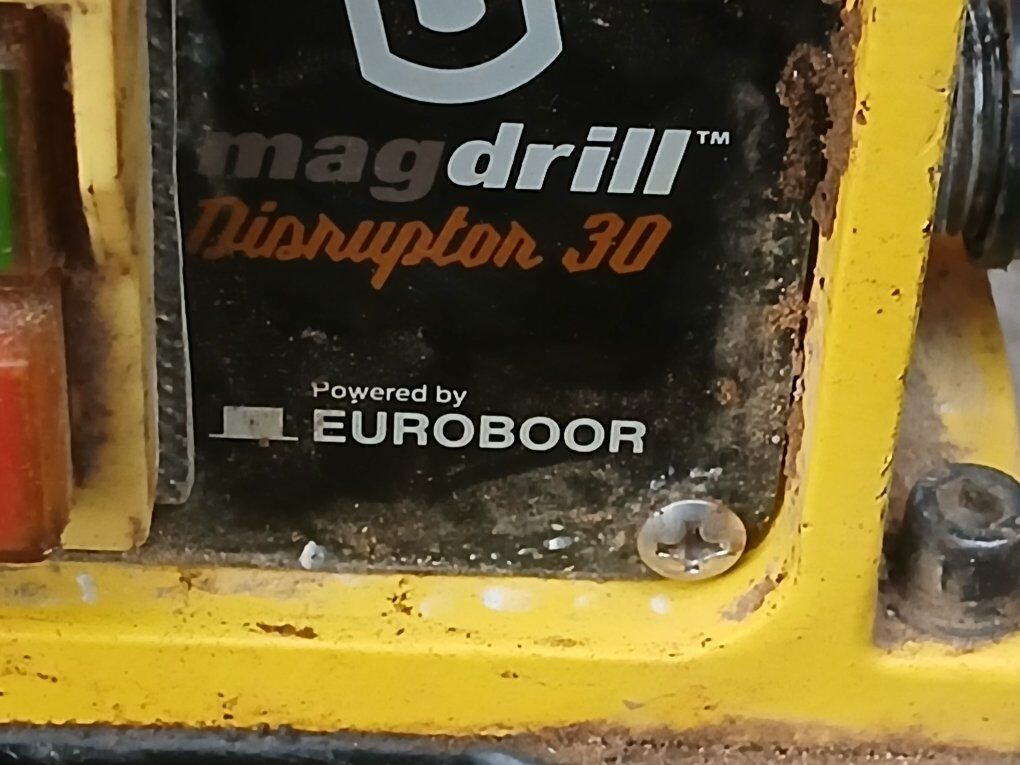 magdrill™
Disruptor 30
Powered by
EUROBOOR